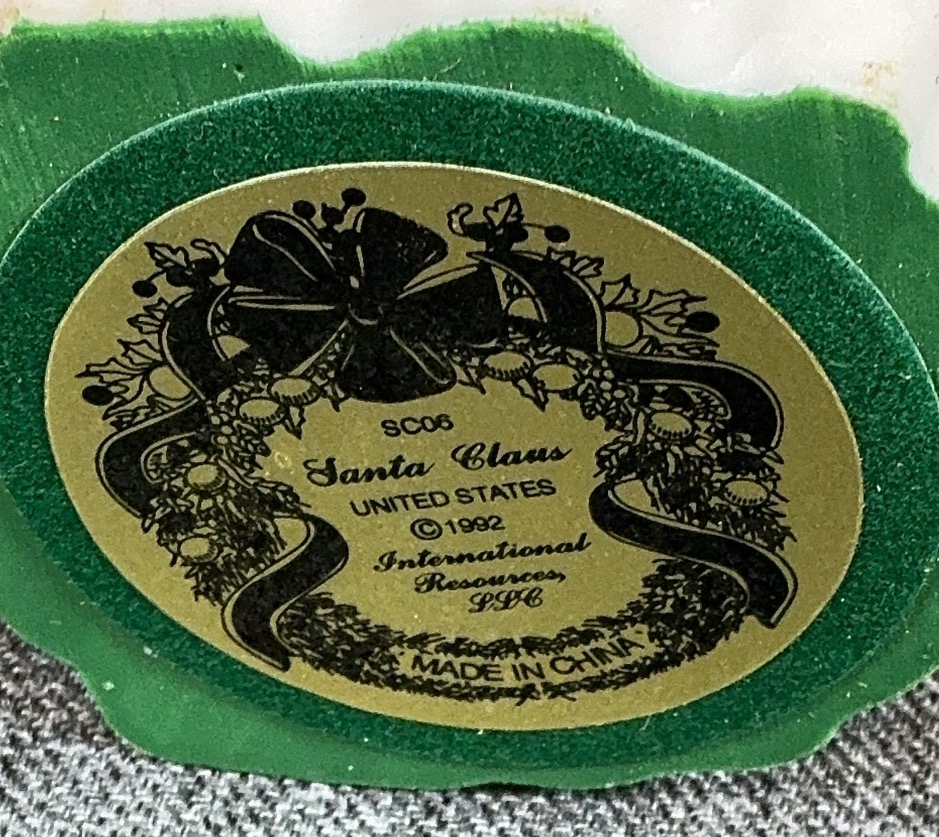 SC06
Santa Claus
UNITED STATES
©1992
International
Resources,
LLC
MADE IN CHINA